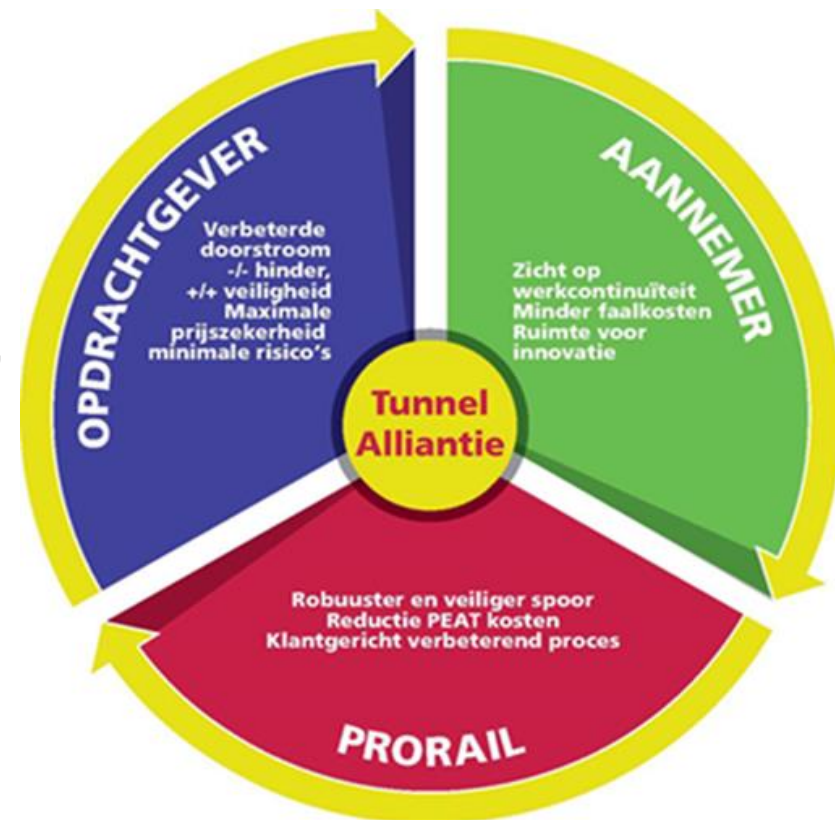 OPDRACHTGEVER
Verbeterde
doorstroom
-/- hinder,
+/+ veiligheid
Maximale
prijszekerheid
minimale risico's
AANNEMER
Zicht op
werkcontinuïteit
Minder faalkosten
Ruimte voor
innovatie
Tunnel
Alliantie
Robuuster en veiliger spoor
Reductie PEAT kosten
Klantgericht verbeterend proces
PRORAIL